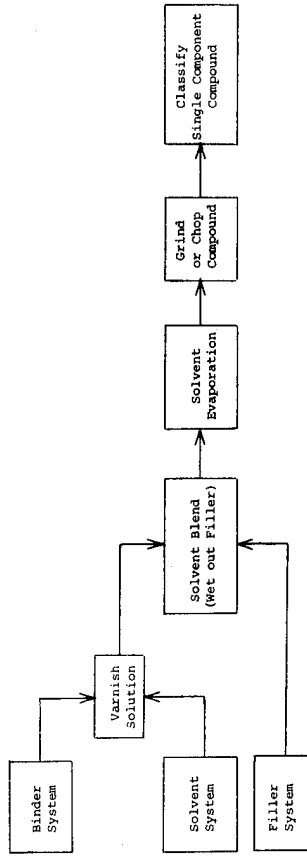 Binder
System
Solvent
System
Filler
System
Varnish
Solution
Solvent Blend
(Wet out Filler)
Solvent
Evaporation
Grind
or Chop
Compound
Classify
Single Component
Compound